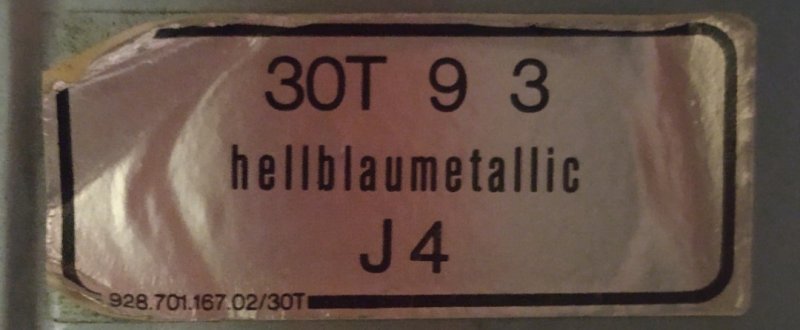 30T 9 3
hellblaumetallic
J4
928.701.167.02/30T